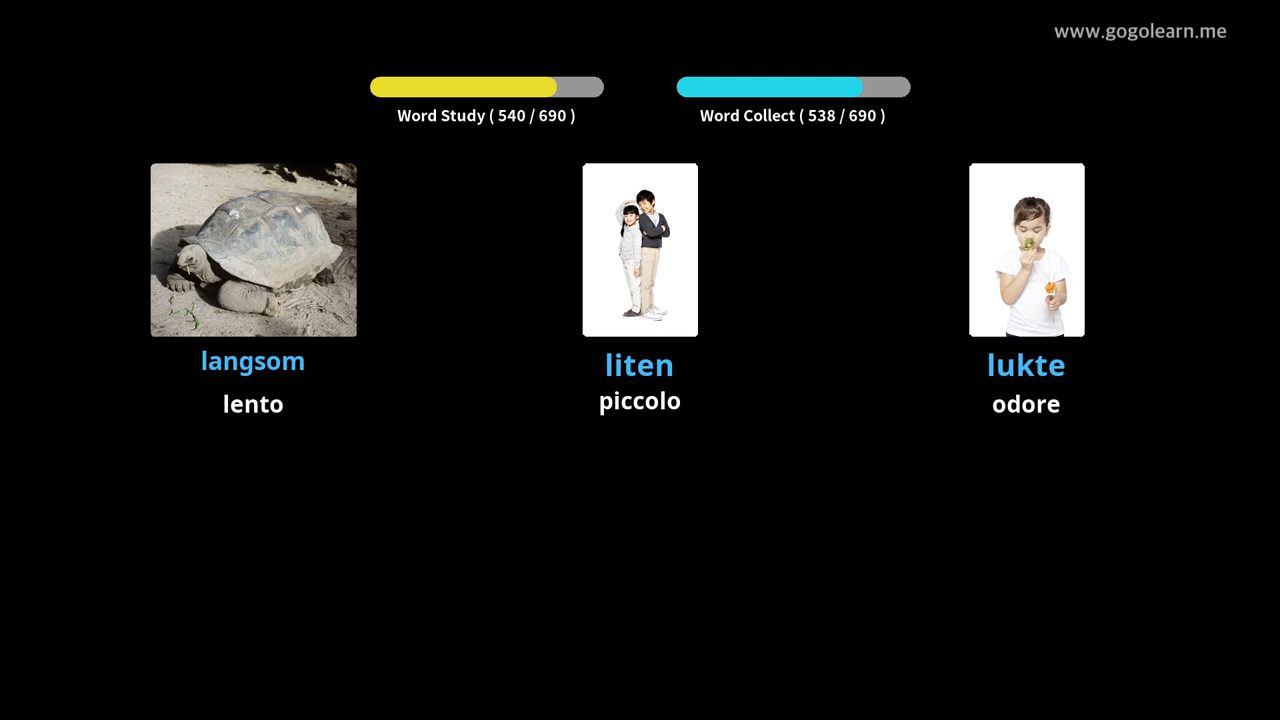 www.gogolearn.me
Word Study ( 540 / 690 )
Word Collect ( 538 / 690 )
langsom
liten
lukte
lento
piccolo
odore